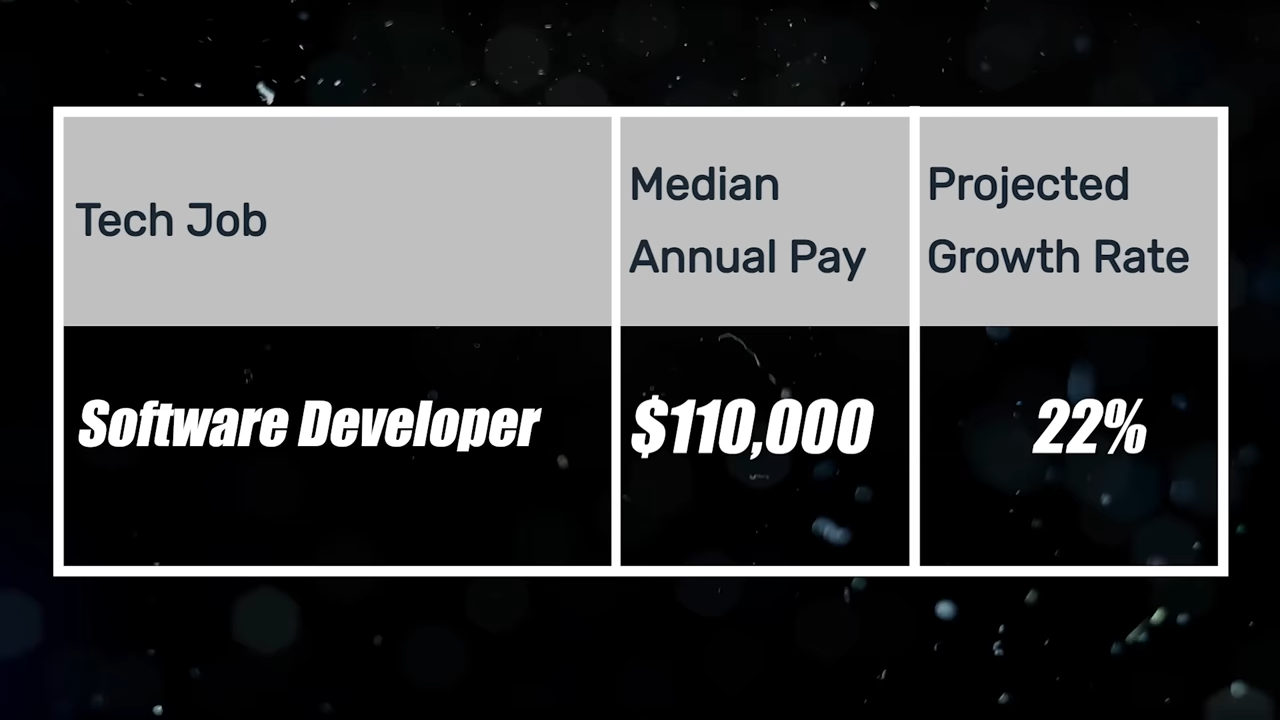 Tech Job
Median
Annual Pay
Projected
Growth Rate
Software Developer
$110,000
22%